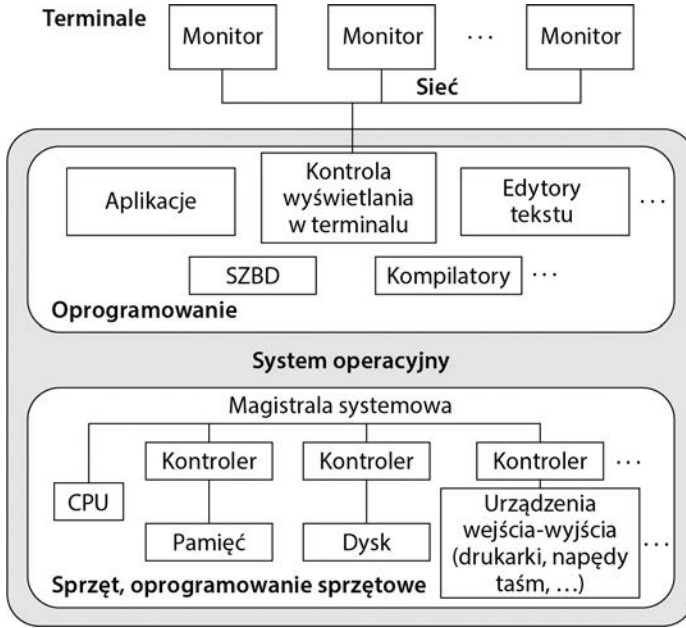 Terminale
Monitor
Monitor
...
Monitor
Sieć
Aplikacje
Kontrola
wyświetlania
w terminalu
Edytory
tekstu
...
SZBD
Kompilatory
...
Oprogramowanie
System operacyjny
Magistrala systemowa
CPU
Kontroler
Kontroler
Kontroler
...
Pamięć
Dysk
Urządzenia
wejścia-wyjścia
(drukarki, napędy
taśm, ...)
...
Sprzęt, oprogramowanie sprzętowe